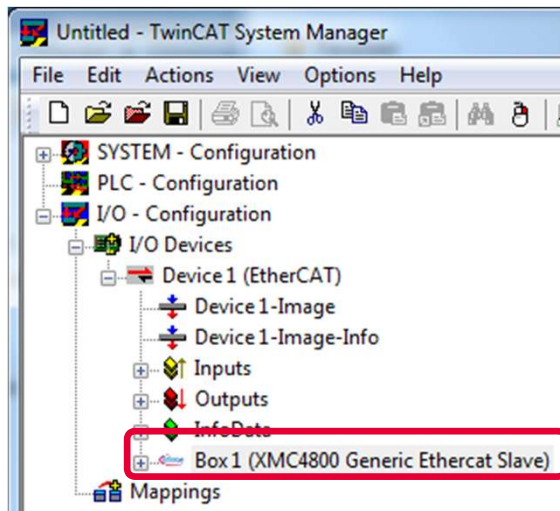 Untitled - TwinCAT System Manager
File Edit Actions View Options Help
SYSTEM - Configuration
PLC - Configuration
I/O - Configuration
I/O Devices
Device 1 (EtherCAT)
Device 1-Image
Device 1-Image-Info
Inputs
Outputs
InfoData
Box 1 (XMC4800 Generic Ethercat Slave)
Mappings